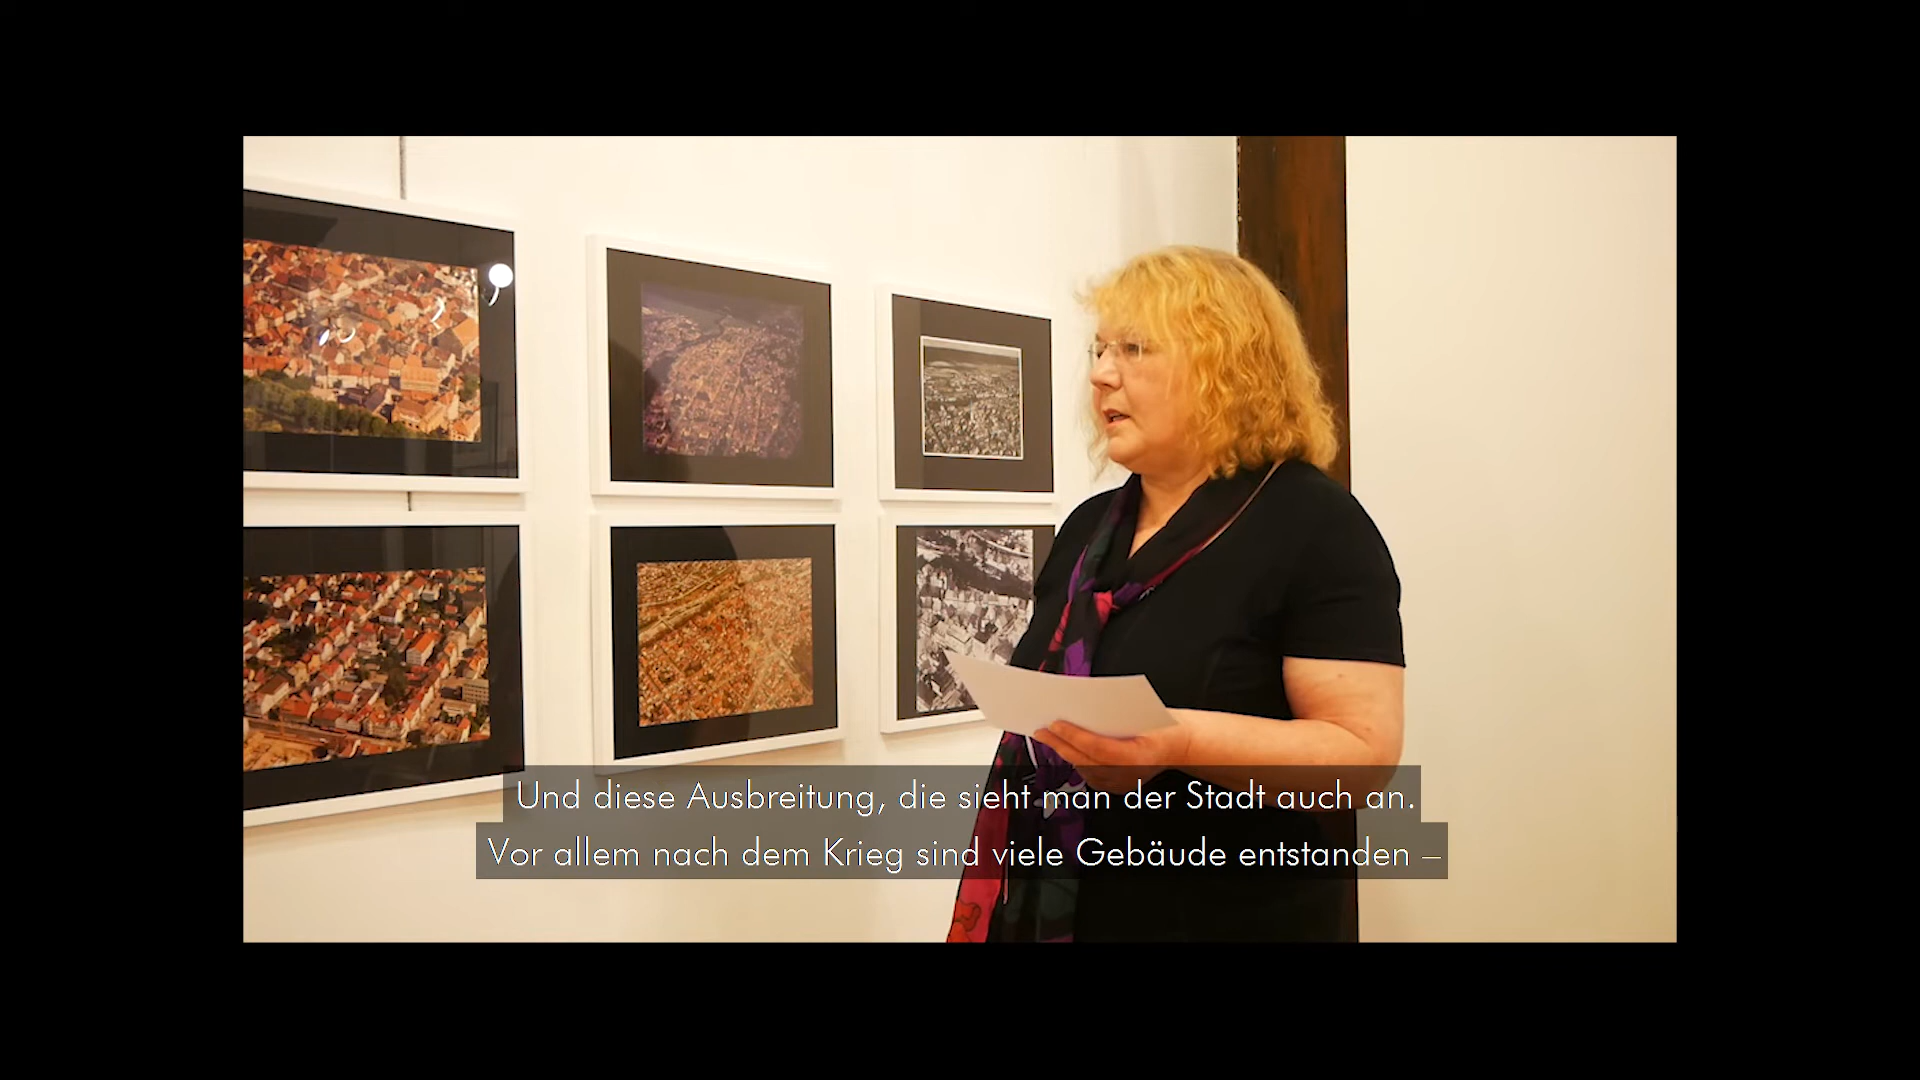 Und diese Ausbreitung, die sieht man der Stadt auch an.
Vor allem nach dem Krieg sind viele Gebäude entstanden –